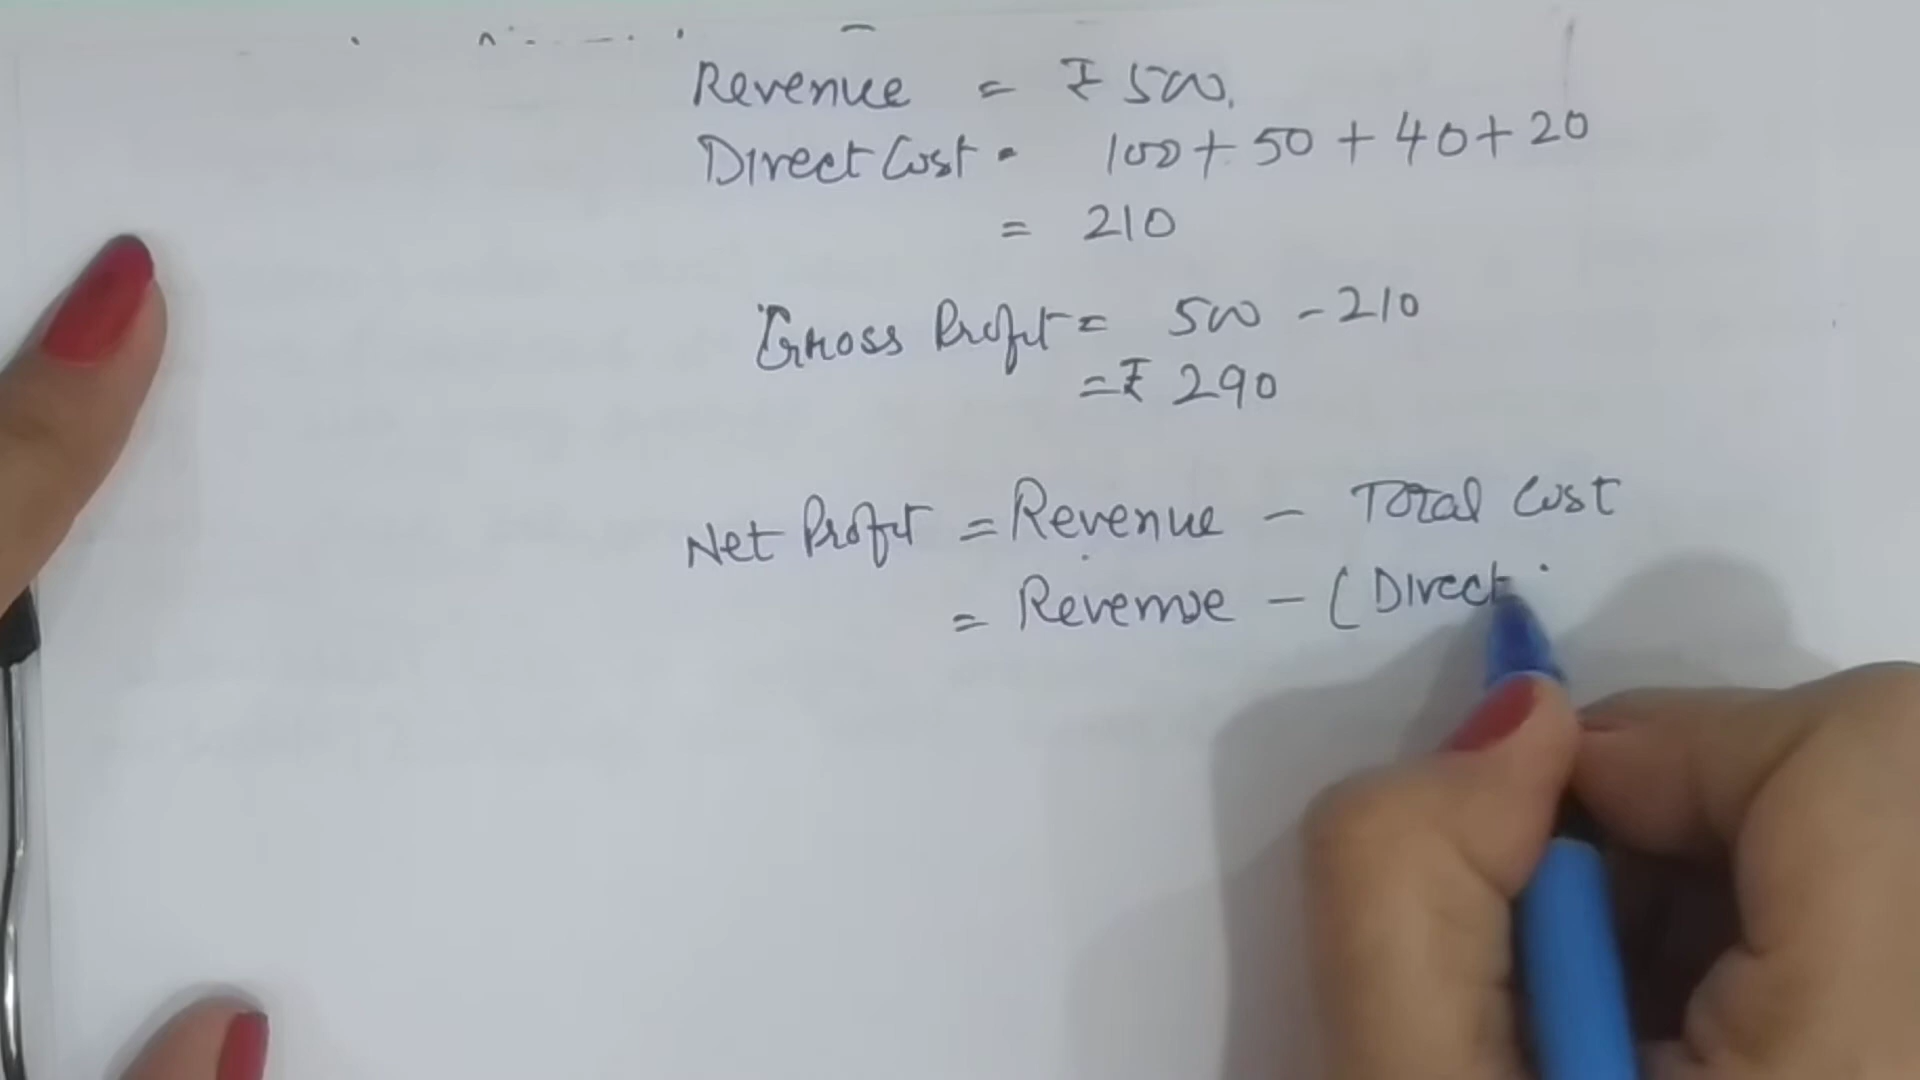 Revenue = ₹ 500.
Direct Cost = 100 + 50 + 40 + 20
= 210
Gross Profit = 500 - 210
= ₹ 290
Net Profit = Revenue - Total Cost
= Revenue - (Direct